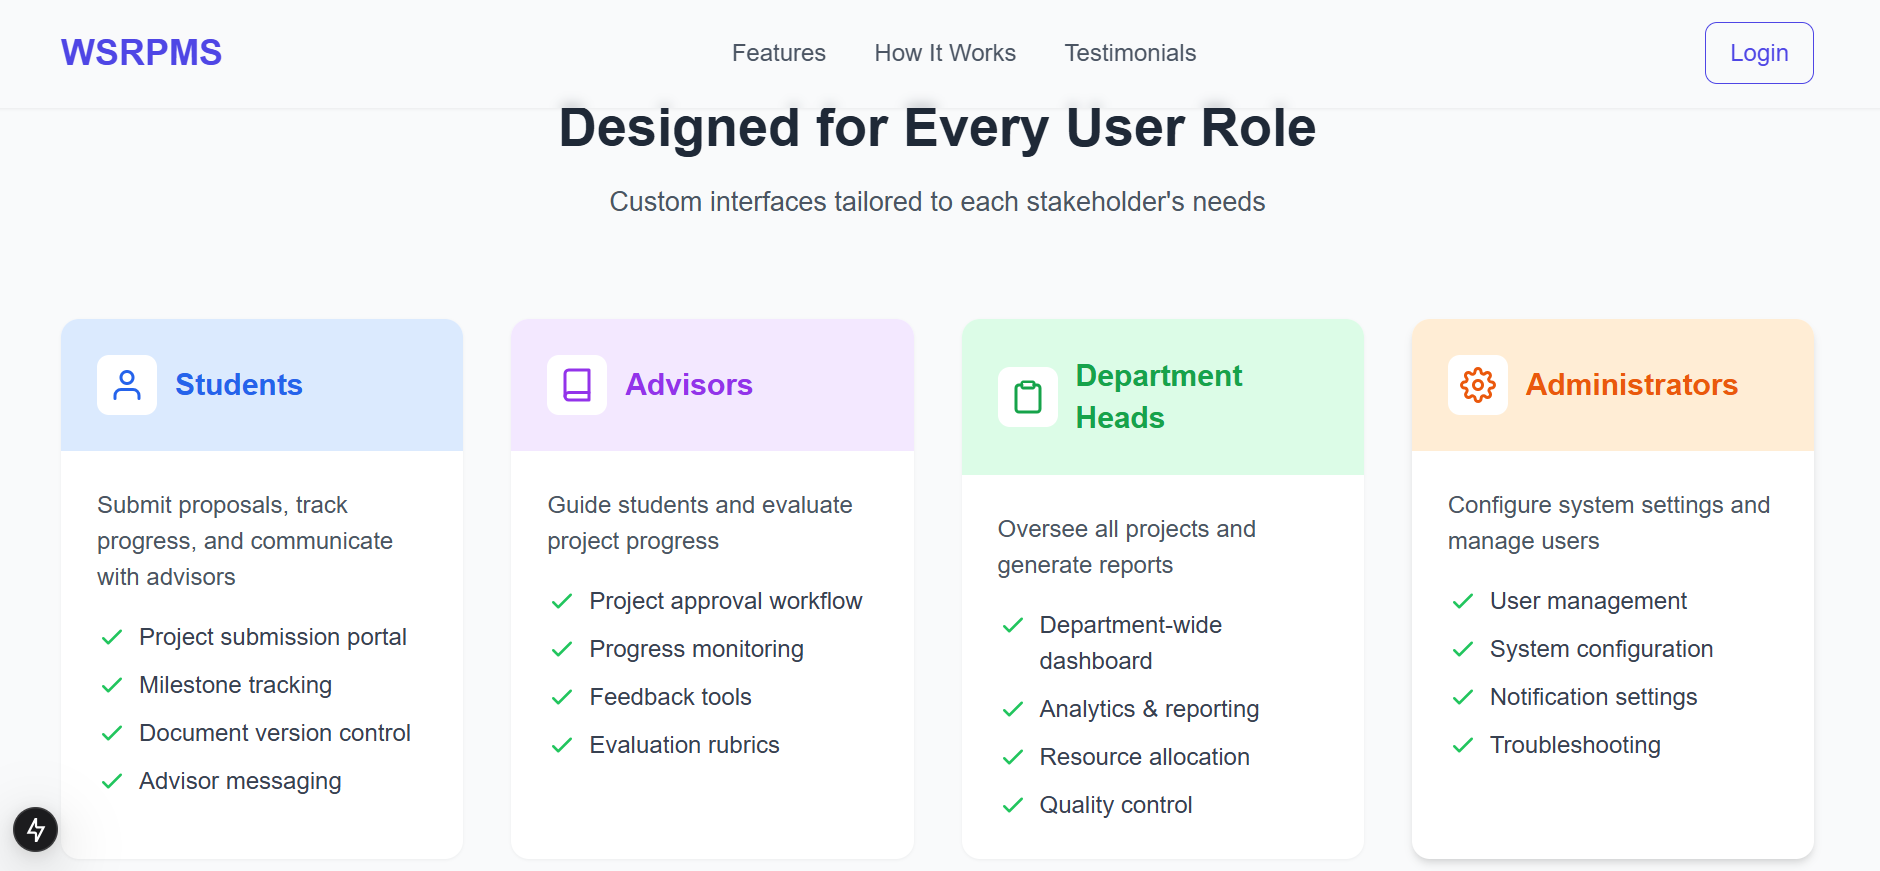 WSRPMS
Features
How It Works
Testimonials
Login
Designed for Every User Role
Custom interfaces tailored to each stakeholder's needs
Students
Submit proposals, track
progress, and communicate
with advisors
Project submission portal
Milestone tracking
Document version control
Advisor messaging
Advisors
Guide students and evaluate
project progress
Project approval workflow
Progress monitoring
Feedback tools
Evaluation rubrics
Department
Heads
Oversee all projects and
generate reports
Department-wide
dashboard
Analytics & reporting
Resource allocation
Quality control
Administrators
Configure system settings and
manage users
User management
System configuration
Notification settings
Troubleshooting